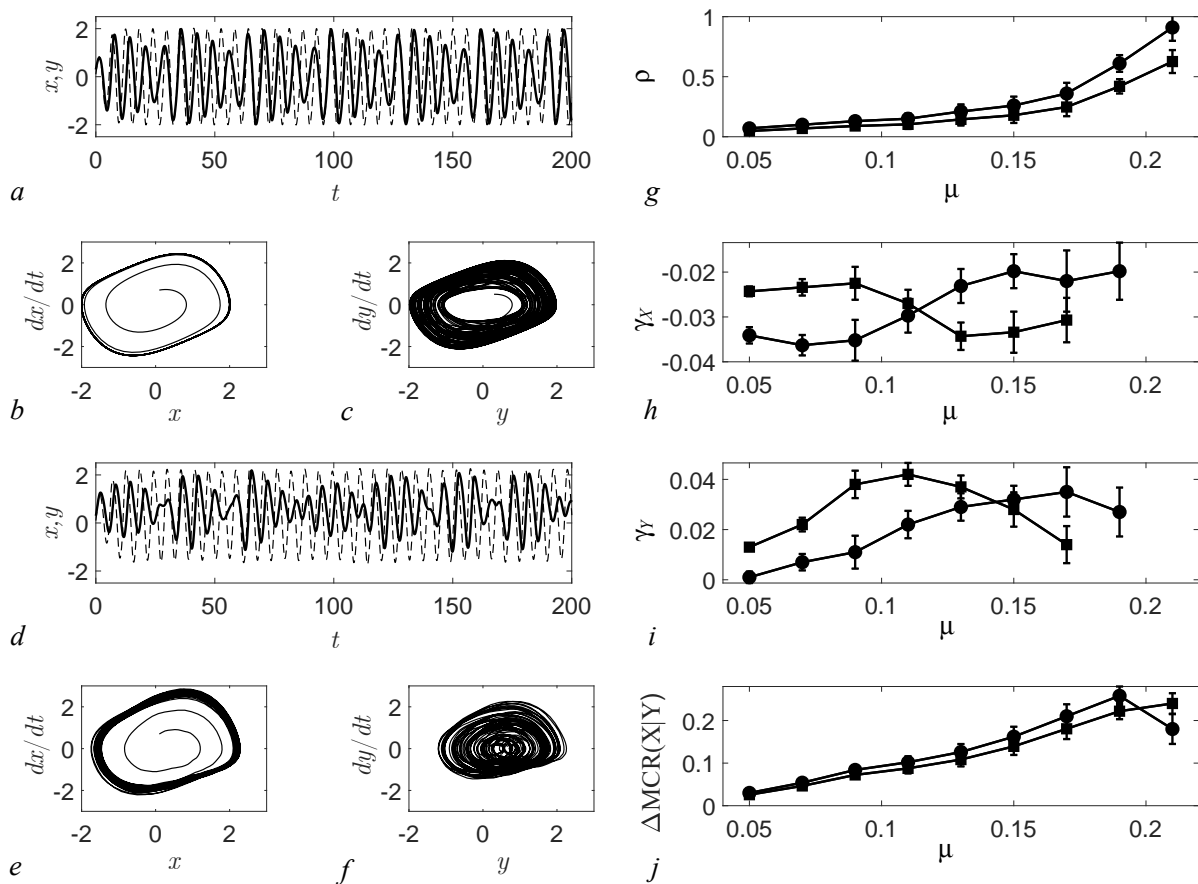 2
0
-2
x, y
0
50
100
150
200
t
a
2
0
-2
dx/dt
-2
0
2
x
b
2
0
-2
dy/dt
-2
0
2
y
c
2
0
-2
x, y
0
50
100
150
200
t
d
2
0
-2
dx/dt
-2
0
2
x
e
2
0
-2
dy/dt
-2
0
2
y
f
1
0.5
0
ρ
0.05
0.1
0.15
0.2
μ
g
-0.02
-0.03
-0.04
γX
0.05
0.1
0.15
0.2
μ
h
0.04
0.02
0
γY
0.05
0.1
0.15
0.2
μ
i
0.2
0.1
0
ΔMCR(X|Y)
0.05
0.1
0.15
0.2
μ
j